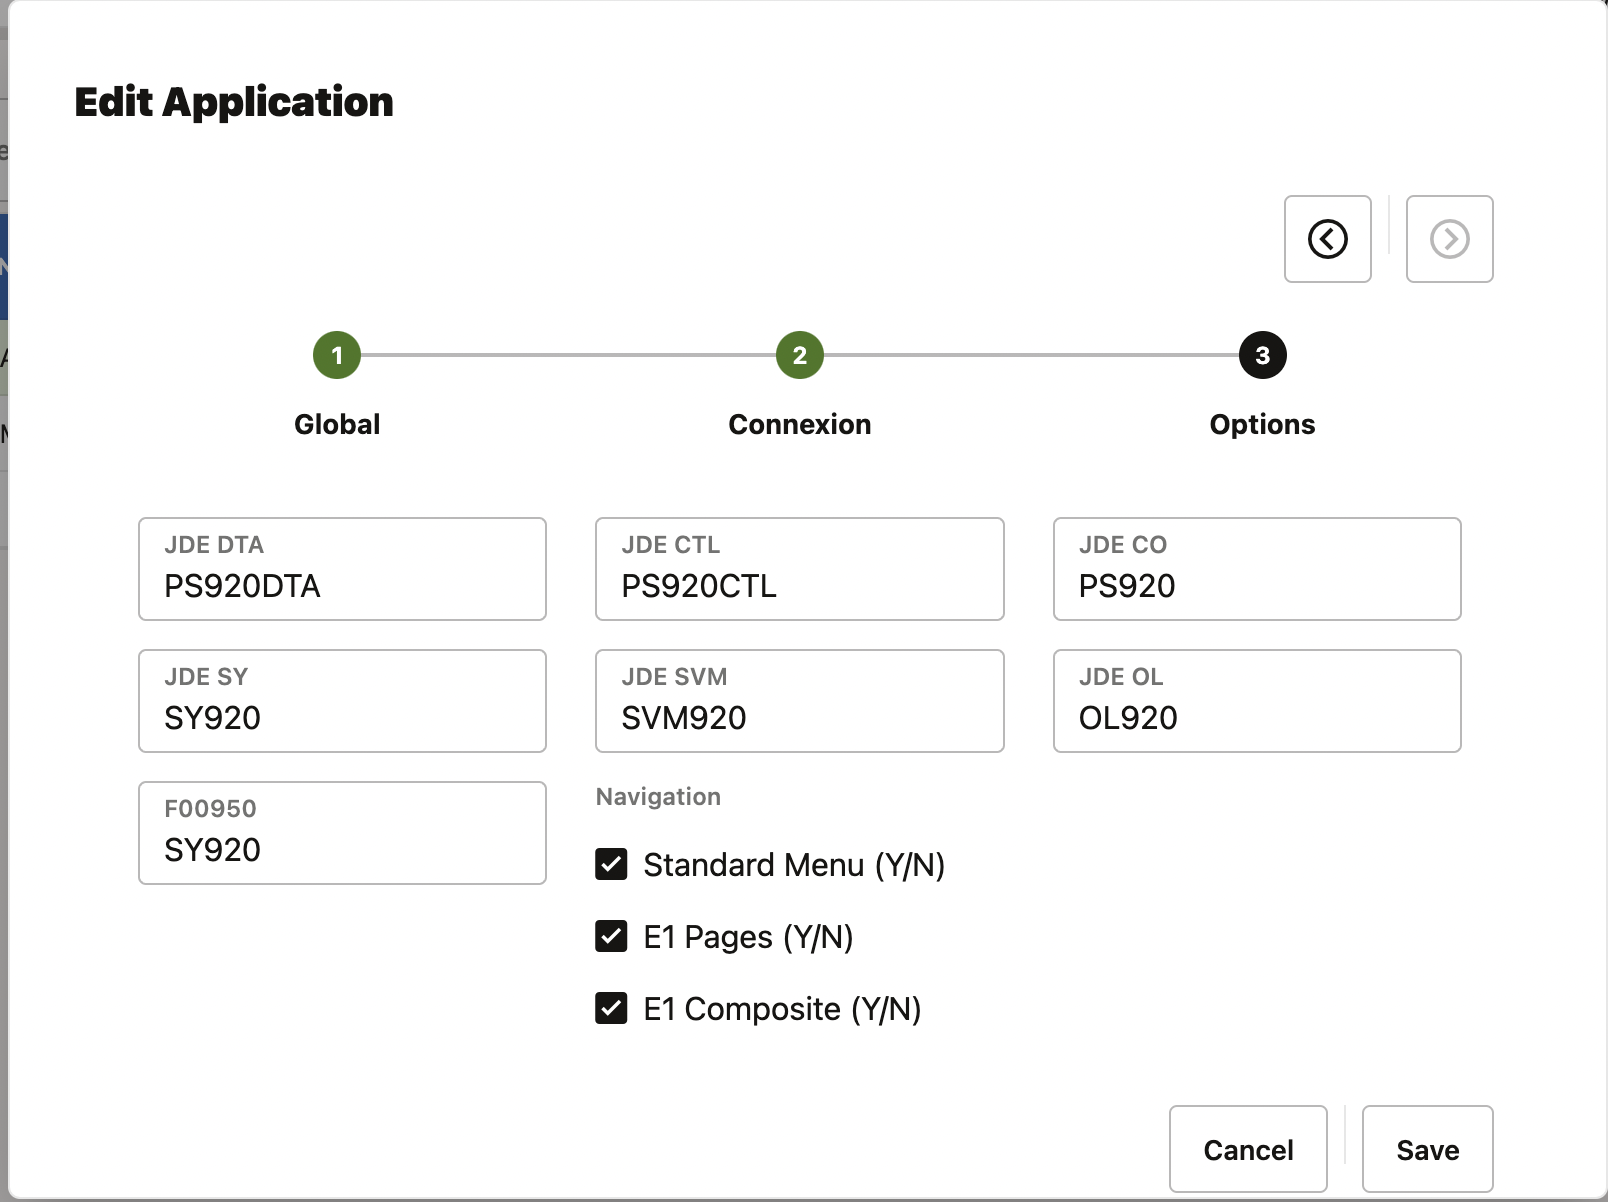 Edit Application
1
2
3
Global
Connexion
Options
JDE DTA
PS920DTA
JDE CTL
PS920CTL
JDE CO
PS920
JDE SY
SY920
JDE SVM
SVM920
JDE OL
OL920
F00950
SY920
Navigation
Standard Menu (Y/N)
E1 Pages (Y/N)
E1 Composite (Y/N)
Cancel
Save